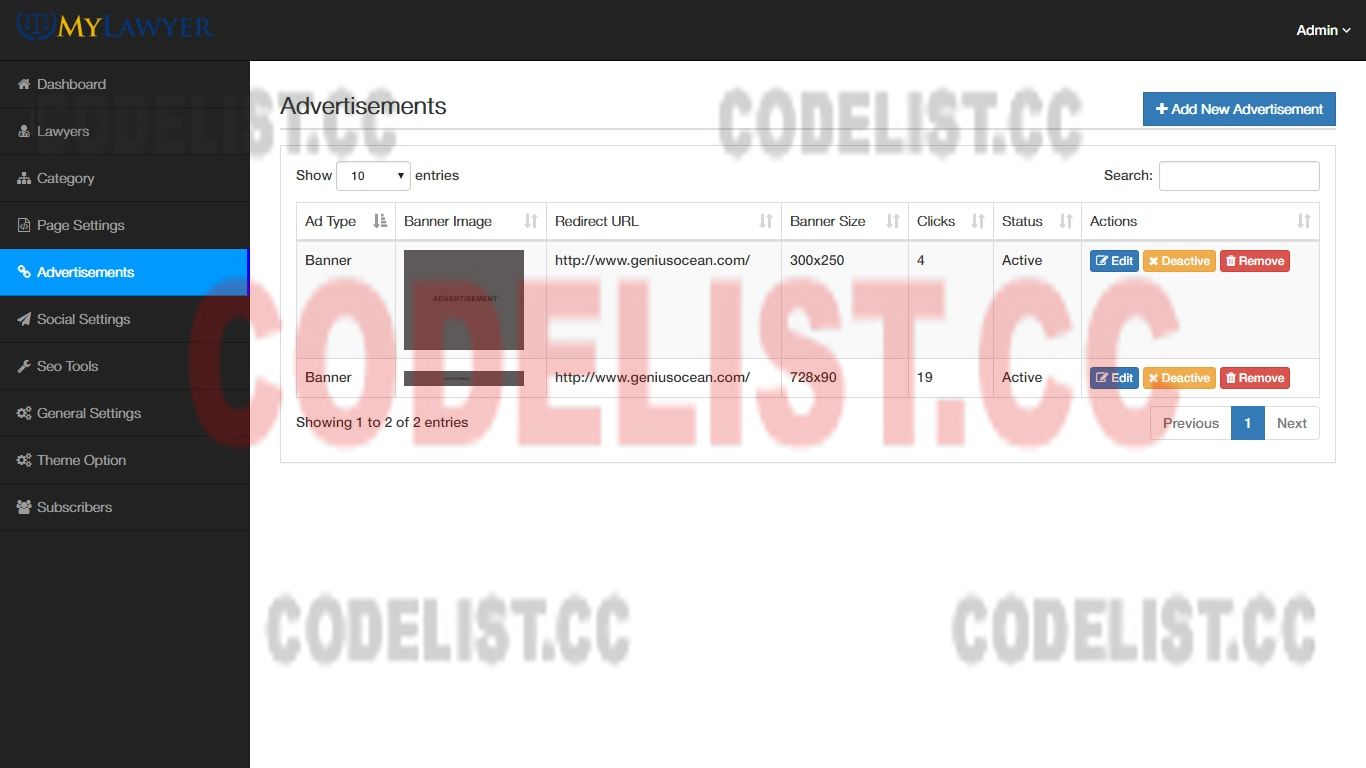 MYLAWYER
Admin
Dashboard
Lawyers
Category
Page Settings
Advertisements
Social Settings
Seo Tools
General Settings
Theme Option
Subscribers
Advertisements
+ Add New Advertisement
Show 10 entries
Search:
Ad Type Banner Image Redirect URL Banner Size Clicks Status Actions
Banner ADVERTISEMENT http://www.geniusocean.com/ 300x250 4 Active Edit Deactive Remove
Banner http://www.geniusocean.com/ 728x90 19 Active Edit Deactive Remove
Showing 1 to 2 of 2 entries
Previous 1 Next
CODELIST.CC
CODELIST.CC
CODELIST.CC
CODELIST.CC
CODELIST.CC